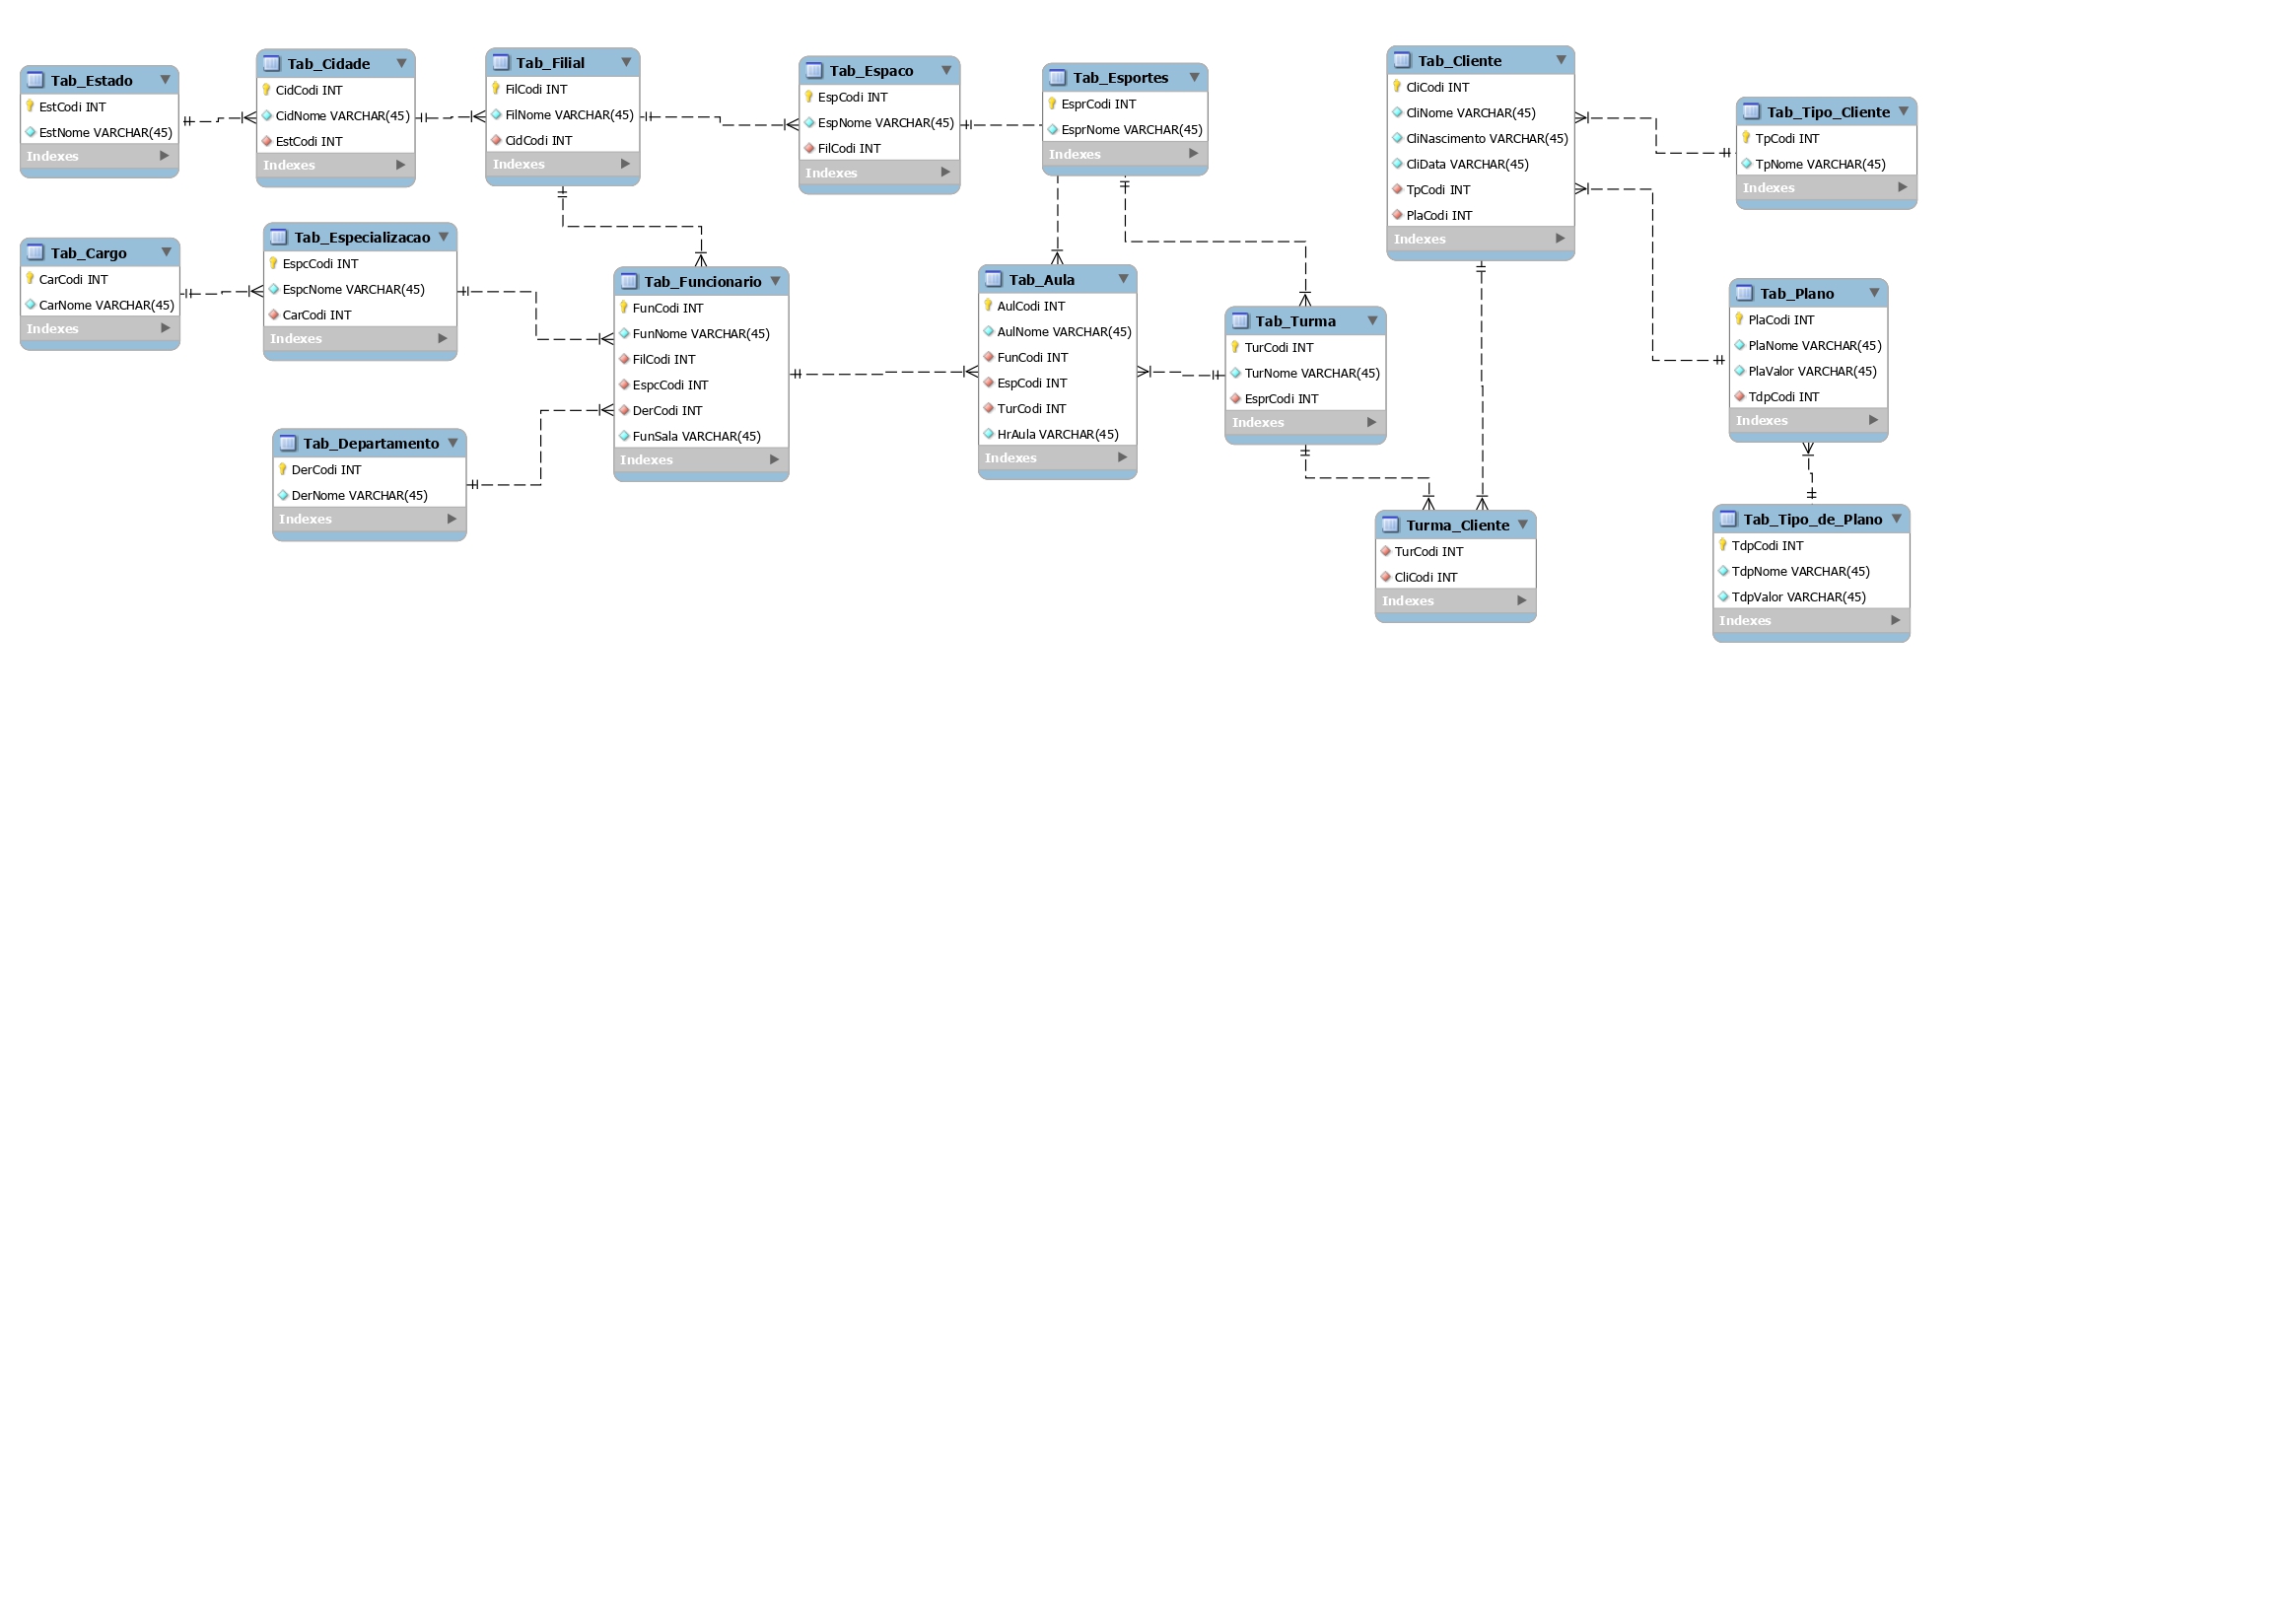 Tab_Estado
EstCodi INT
EstNome VARCHAR(45)
Indexes
Tab_Cidade
CidCodi INT
CidNome VARCHAR(45)
EstCodi INT
Indexes
Tab_Filial
FilCodi INT
FilNome VARCHAR(45)
CidCodi INT
Indexes
Tab_Espaco
EspCodi INT
EspNome VARCHAR(45)
FilCodi INT
Indexes
Tab_Esportes
EsprCodi INT
EsprNome VARCHAR(45)
Indexes
Tab_Cliente
CliCodi INT
CliNome VARCHAR(45)
CliNascimento VARCHAR(45)
CliData VARCHAR(45)
TpCodi INT
PlaCodi INT
Indexes
Tab_Tipo_Cliente
TpCodi INT
TpNome VARCHAR(45)
Indexes
Tab_Cargo
CarCodi INT
CarNome VARCHAR(45)
Indexes
Tab_Especializacao
EspcCodi INT
EspcNome VARCHAR(45)
CarCodi INT
Indexes
Tab_Funcionario
FunCodi INT
FunNome VARCHAR(45)
FilCodi INT
EspcCodi INT
DerCodi INT
FunSala VARCHAR(45)
Indexes
Tab_Aula
AulCodi INT
AulNome VARCHAR(45)
FunCodi INT
EspCodi INT
TurCodi INT
HrAula VARCHAR(45)
Indexes
Tab_Turma
TurCodi INT
TurNome VARCHAR(45)
EsprCodi INT
Indexes
Tab_Plano
PlaCodi INT
PlaNome VARCHAR(45)
PlaValor VARCHAR(45)
TdpCodi INT
Indexes
Tab_Departamento
DerCodi INT
DerNome VARCHAR(45)
Indexes
Turma_Cliente
TurCodi INT
CliCodi INT
Indexes
Tab_Tipo_de_Plano
TdpCodi INT
TdpNome VARCHAR(45)
TdpValor VARCHAR(45)
Indexes